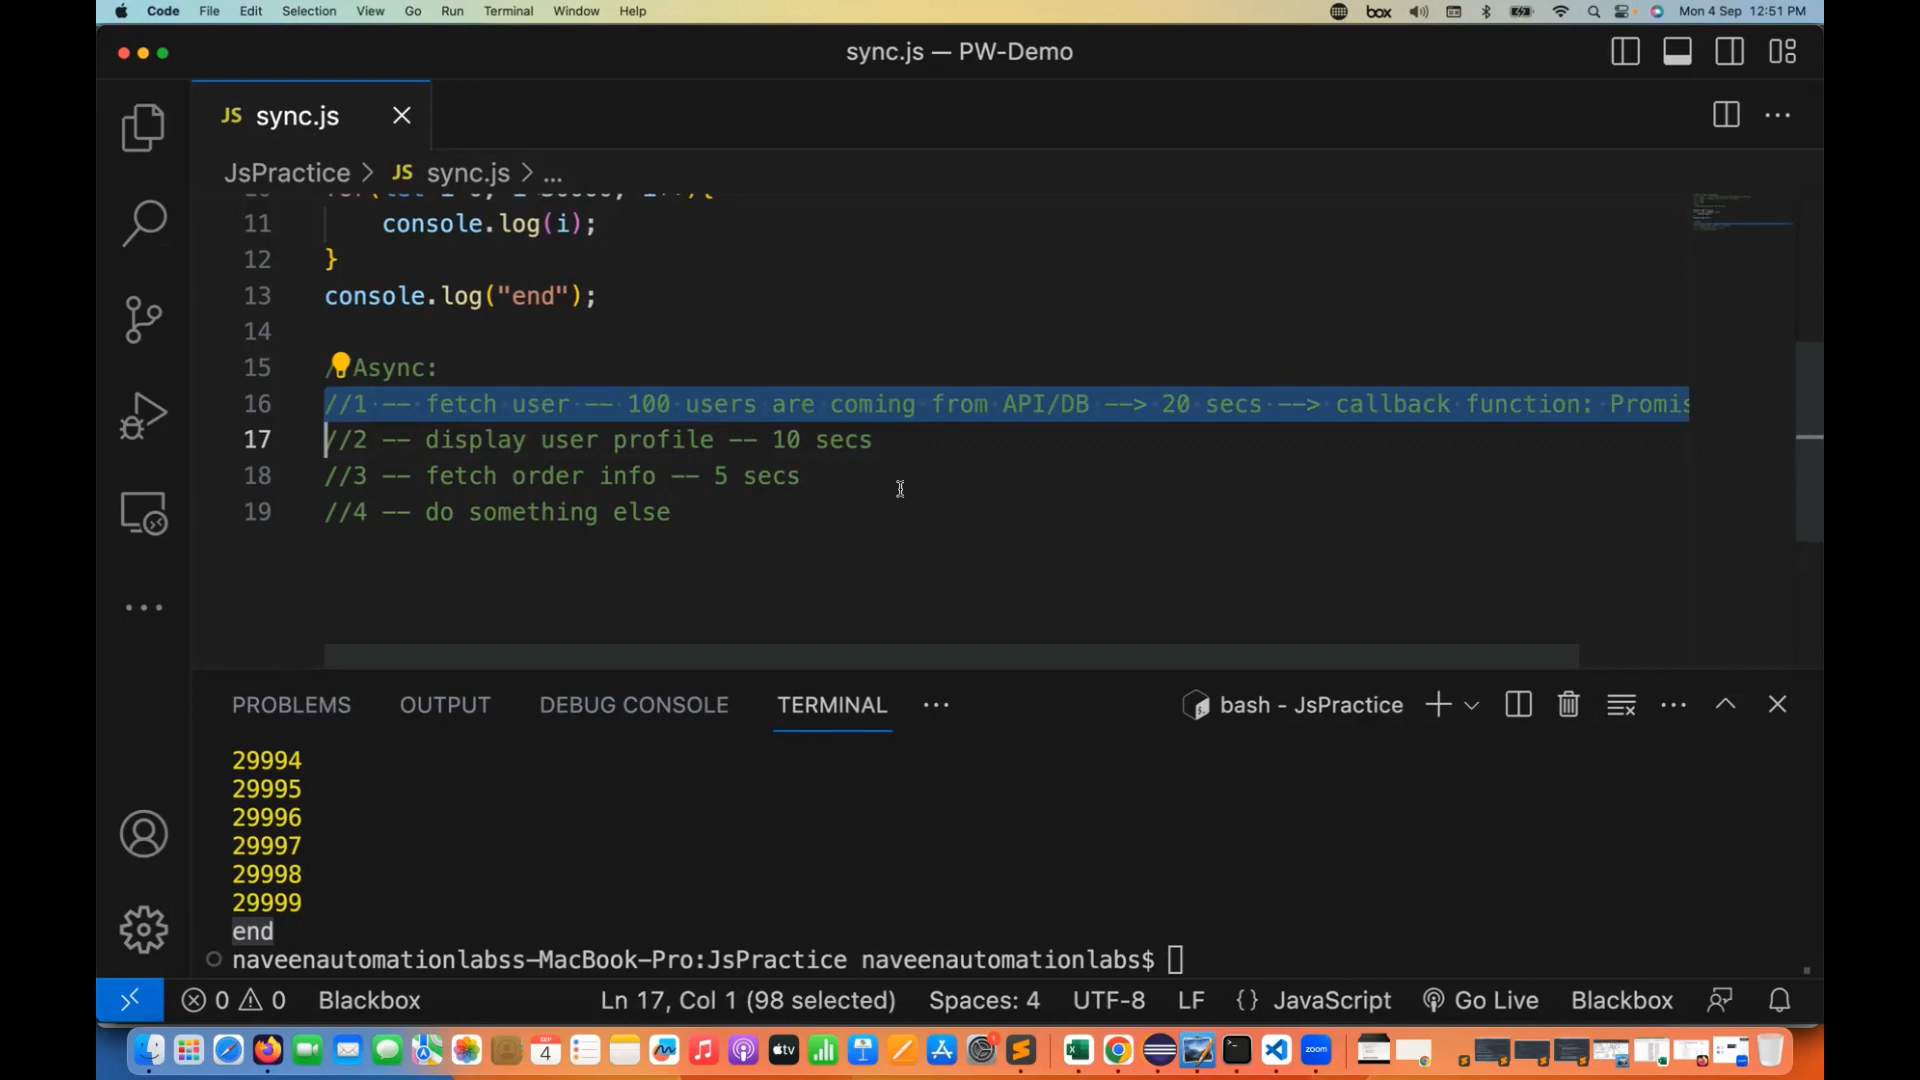 Code File Edit Selection View Go Run Terminal Window Help box Mon 4 Sep 12:51 PM
sync.js — PW-Demo
JS sync.js
JsPractice > JS sync.js > ...
11 console.log(i);
12 }
13 console.log("end");
14
15 / Async:
16 //1 -- fetch user -- 100 users are coming from API/DB --> 20 secs --> callback function: Promis
17 //2 -- display user profile -- 10 secs
18 //3 -- fetch order info -- 5 secs
19 //4 -- do something else
PROBLEMS OUTPUT DEBUG CONSOLE TERMINAL ... bash - JsPractice
29994
29995
29996
29997
29998
29999
end
naveenautomationlabss-MacBook-Pro:JsPractice naveenautomationlabs$
0 0 Blackbox Ln 17, Col 1 (98 selected) Spaces: 4 UTF-8 LF {} JavaScript Go Live Blackbox
SEP
4
tv
zoom